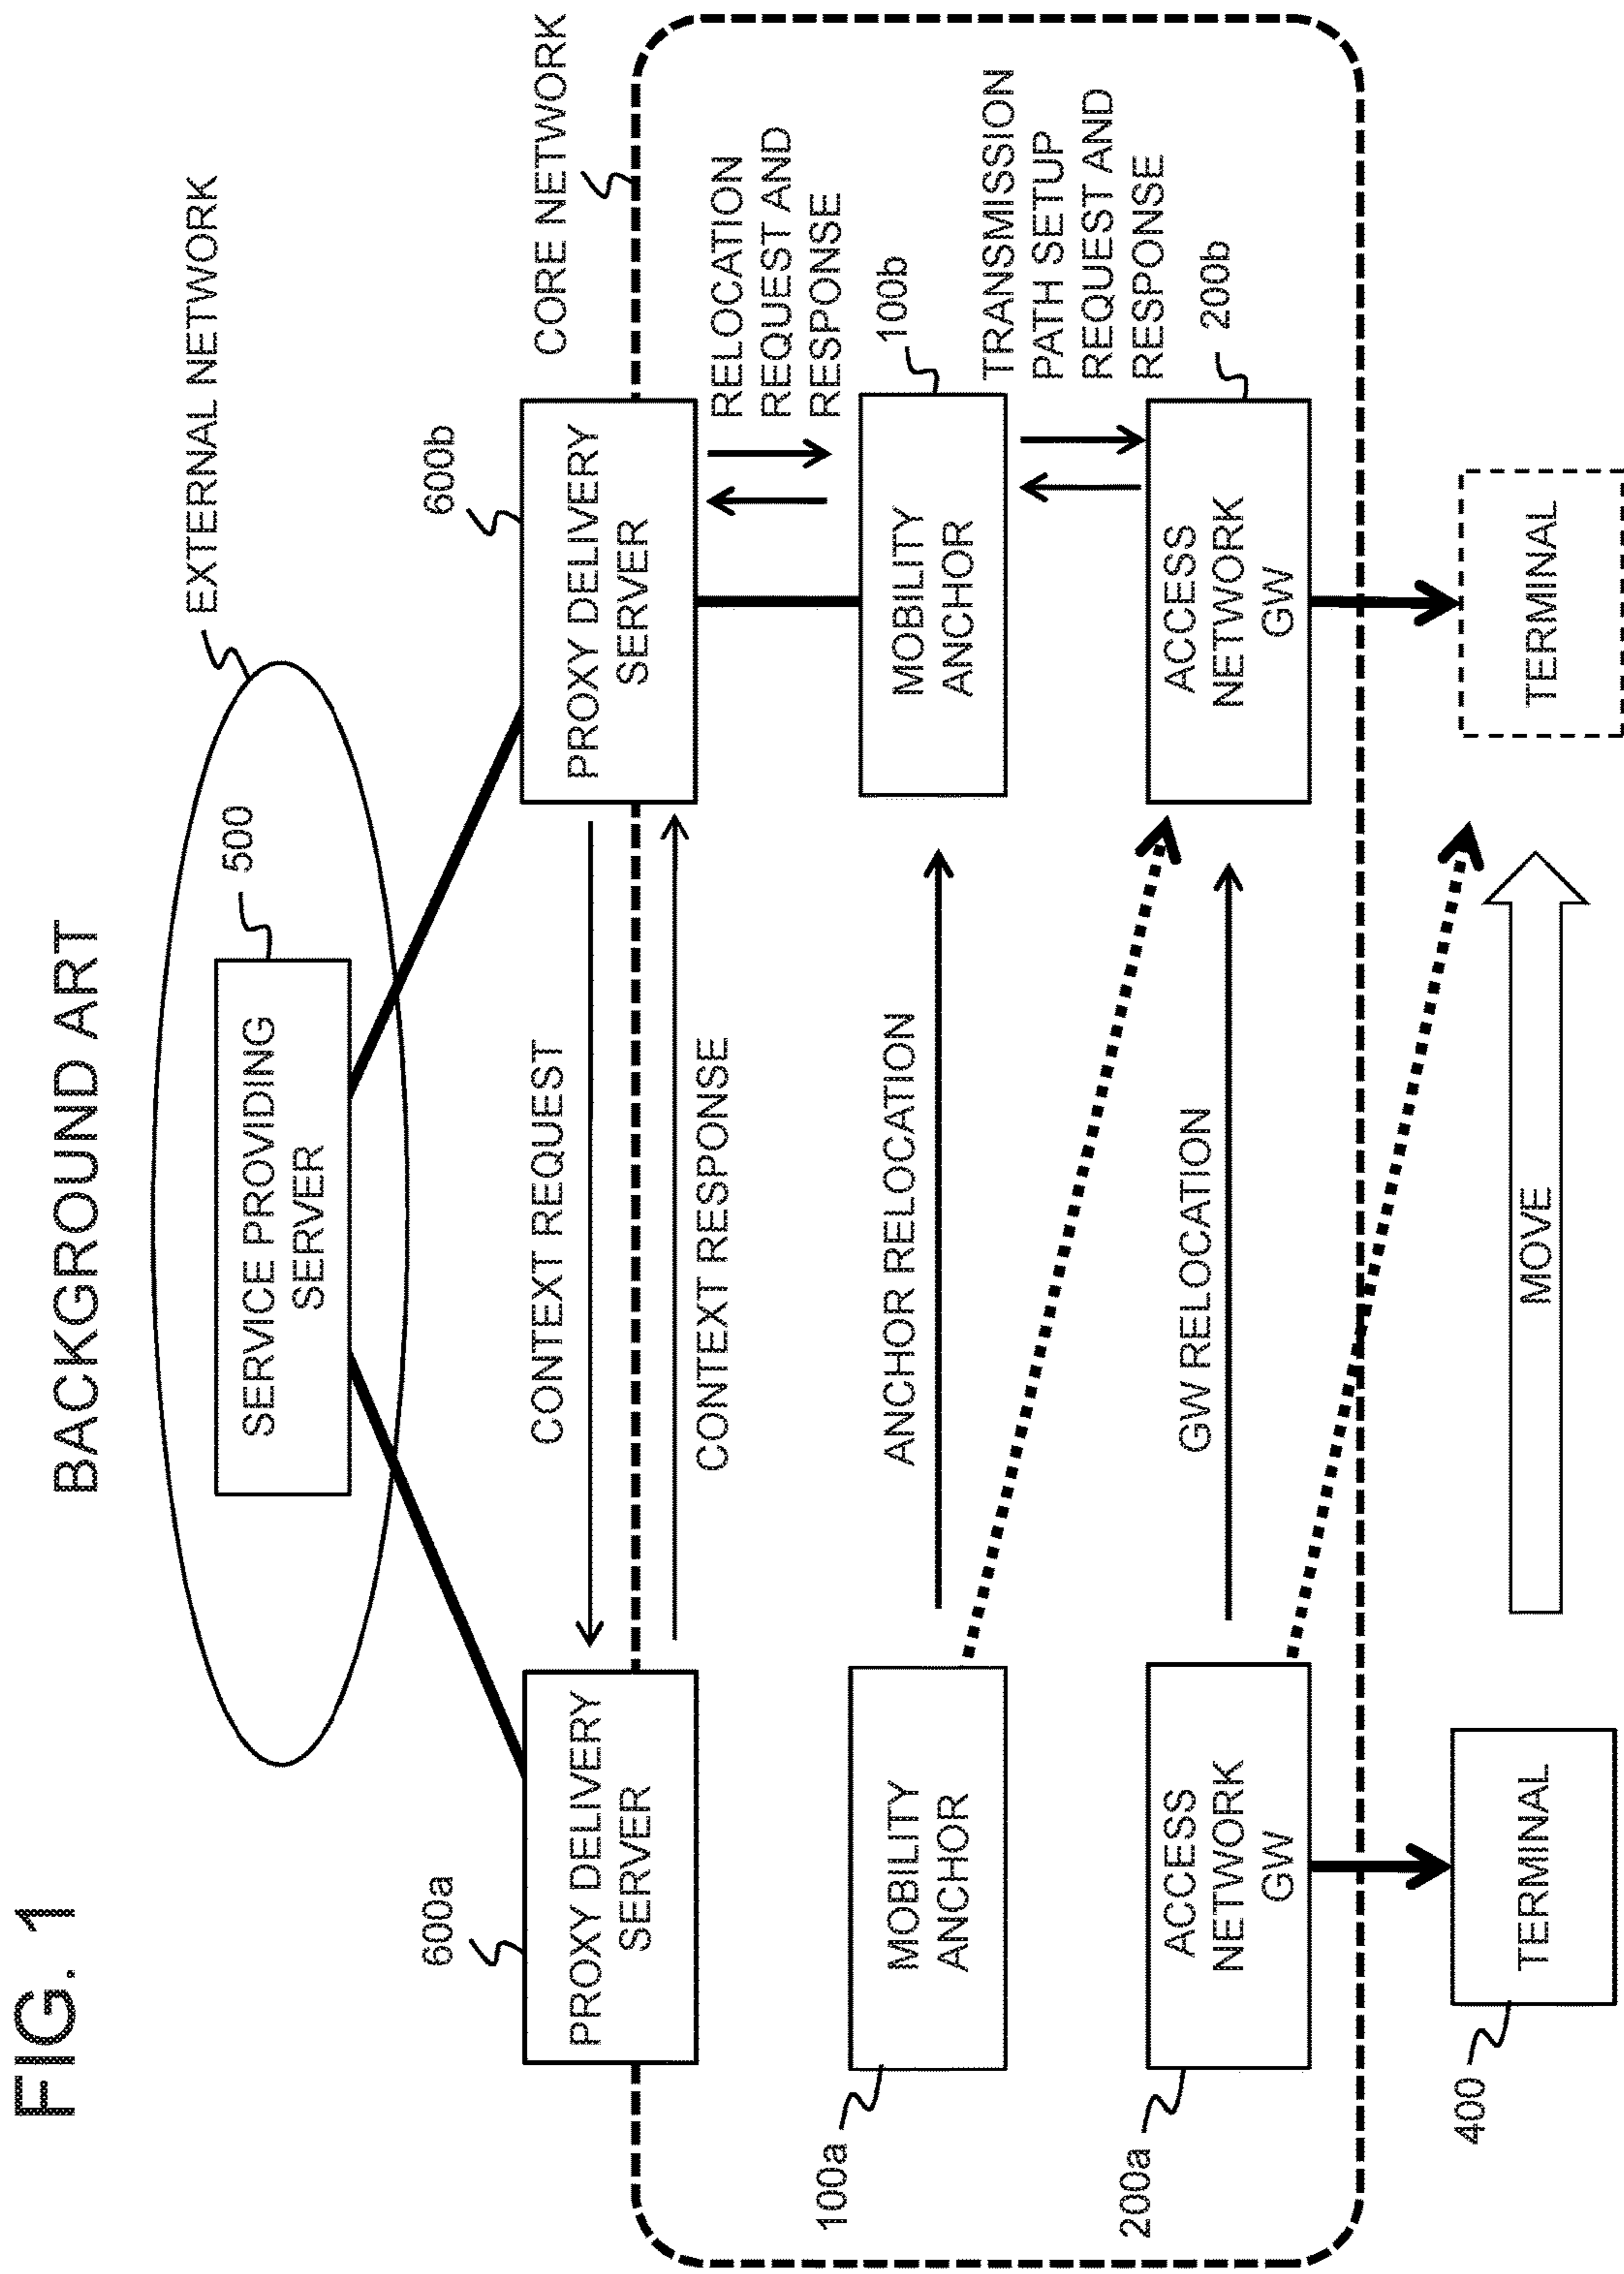 FIG. 1
BACKGROUND ART
EXTERNAL NETWORK
500
SERVICE PROVIDING
SERVER
600a
600b
CORE NETWORK
PROXY DELIVERY
SERVER
CONTEXT REQUEST
CONTEXT RESPONSE
PROXY DELIVERY
SERVER
RELOCATION
REQUEST AND
RESPONSE
100a
MOBILITY
ANCHOR
ANCHOR RELOCATION
MOBILITY
ANCHOR
100b
TRANSMISSION
PATH SETUP
REQUEST AND
RESPONSE
200a
ACCESS
NETWORK
GW
GW RELOCATION
ACCESS
NETWORK
GW
200b
400
TERMINAL
MOVE
TERMINAL